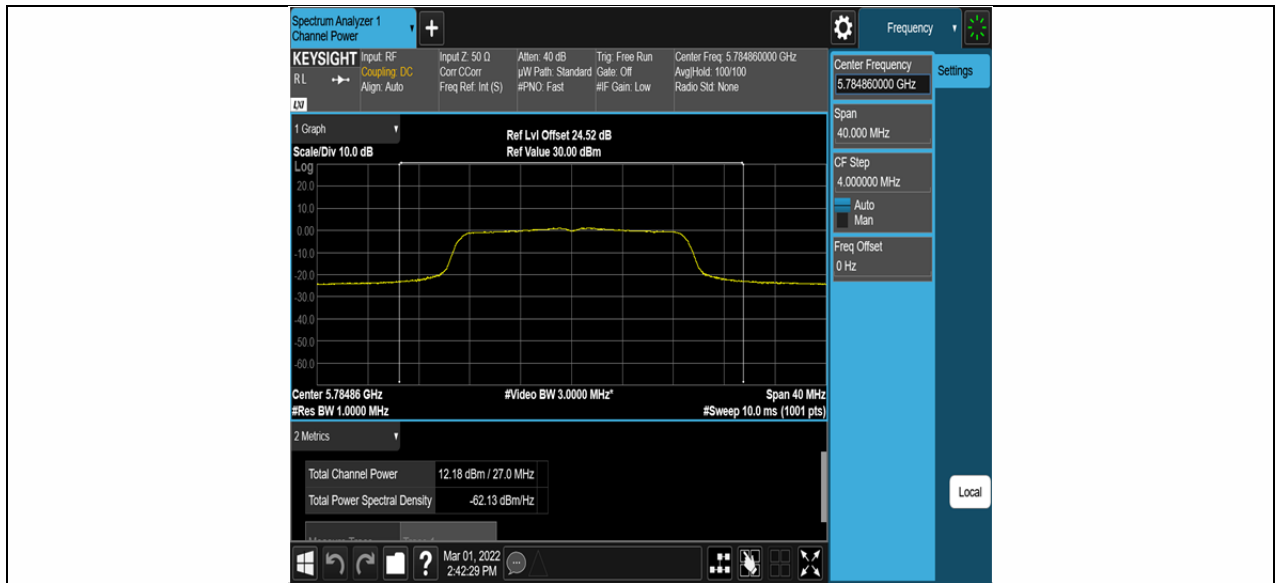 Spectrum Analyzer 1
Channel Power
+
Frequency
KEYSIGHT
RL
LXI
Input: RF
Coupling: DC
Align: Auto
Input Z: 50 Ω
Corr CCorr
Freq Ref: Int (S)
Atten: 40 dB
µW Path: Standard
#PNO: Fast
Trig: Free Run
Gate: Off
#IF Gain: Low
Center Freq: 5.784860000 GHz
Avg|Hold: 100/100
Radio Std: None
Center Frequency
5.784860000 GHz
Settings
Span
40.000 MHz
CF Step
4.000000 MHz
Auto
Man
Freq Offset
0 Hz
Local
1 Graph
Scale/Div 10.0 dB
Ref Lvl Offset 24.52 dB
Ref Value 30.00 dBm
Log
20.0
10.0
0.00
-10.0
-20.0
-30.0
-40.0
-50.0
-60.0
Center 5.78486 GHz
#Video BW 3.0000 MHz*
Span 40 MHz
#Res BW 1.0000 MHz
#Sweep 10.0 ms (1001 pts)
2 Metrics
Total Channel Power 12.18 dBm / 27.0 MHz
Total Power Spectral Density -62.13 dBm/Hz
?
Mar 01, 2022
2:42:29 PM